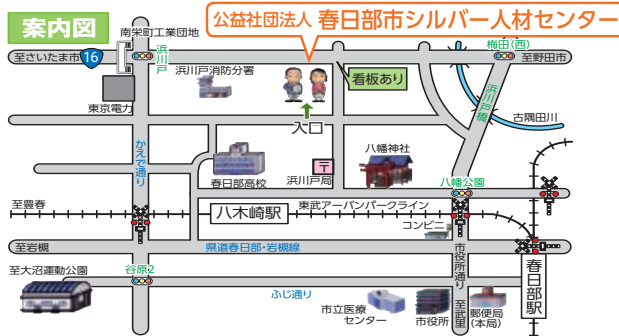 案内図
公益社団法人 春日部市シルバー人材センター
南栄町工業団地
浜川戸
梅田(西)
至さいたま市
16
至野田市
浜川戸消防分署
看板あり
東京電力
浜川戸橋
古隅田川
入口
かえで通り
〒
八幡神社
春日部高校
浜川戸局
八幡公園
至豊春
八木崎駅
東武アーバンパークライン
コンビニ
至岩槻
県道春日部・岩槻線
市役所通り
至武里
春日部駅
至大沼運動公園
谷原2
ふじ通り
市立医療センター
市役所
郵便局
(本局)